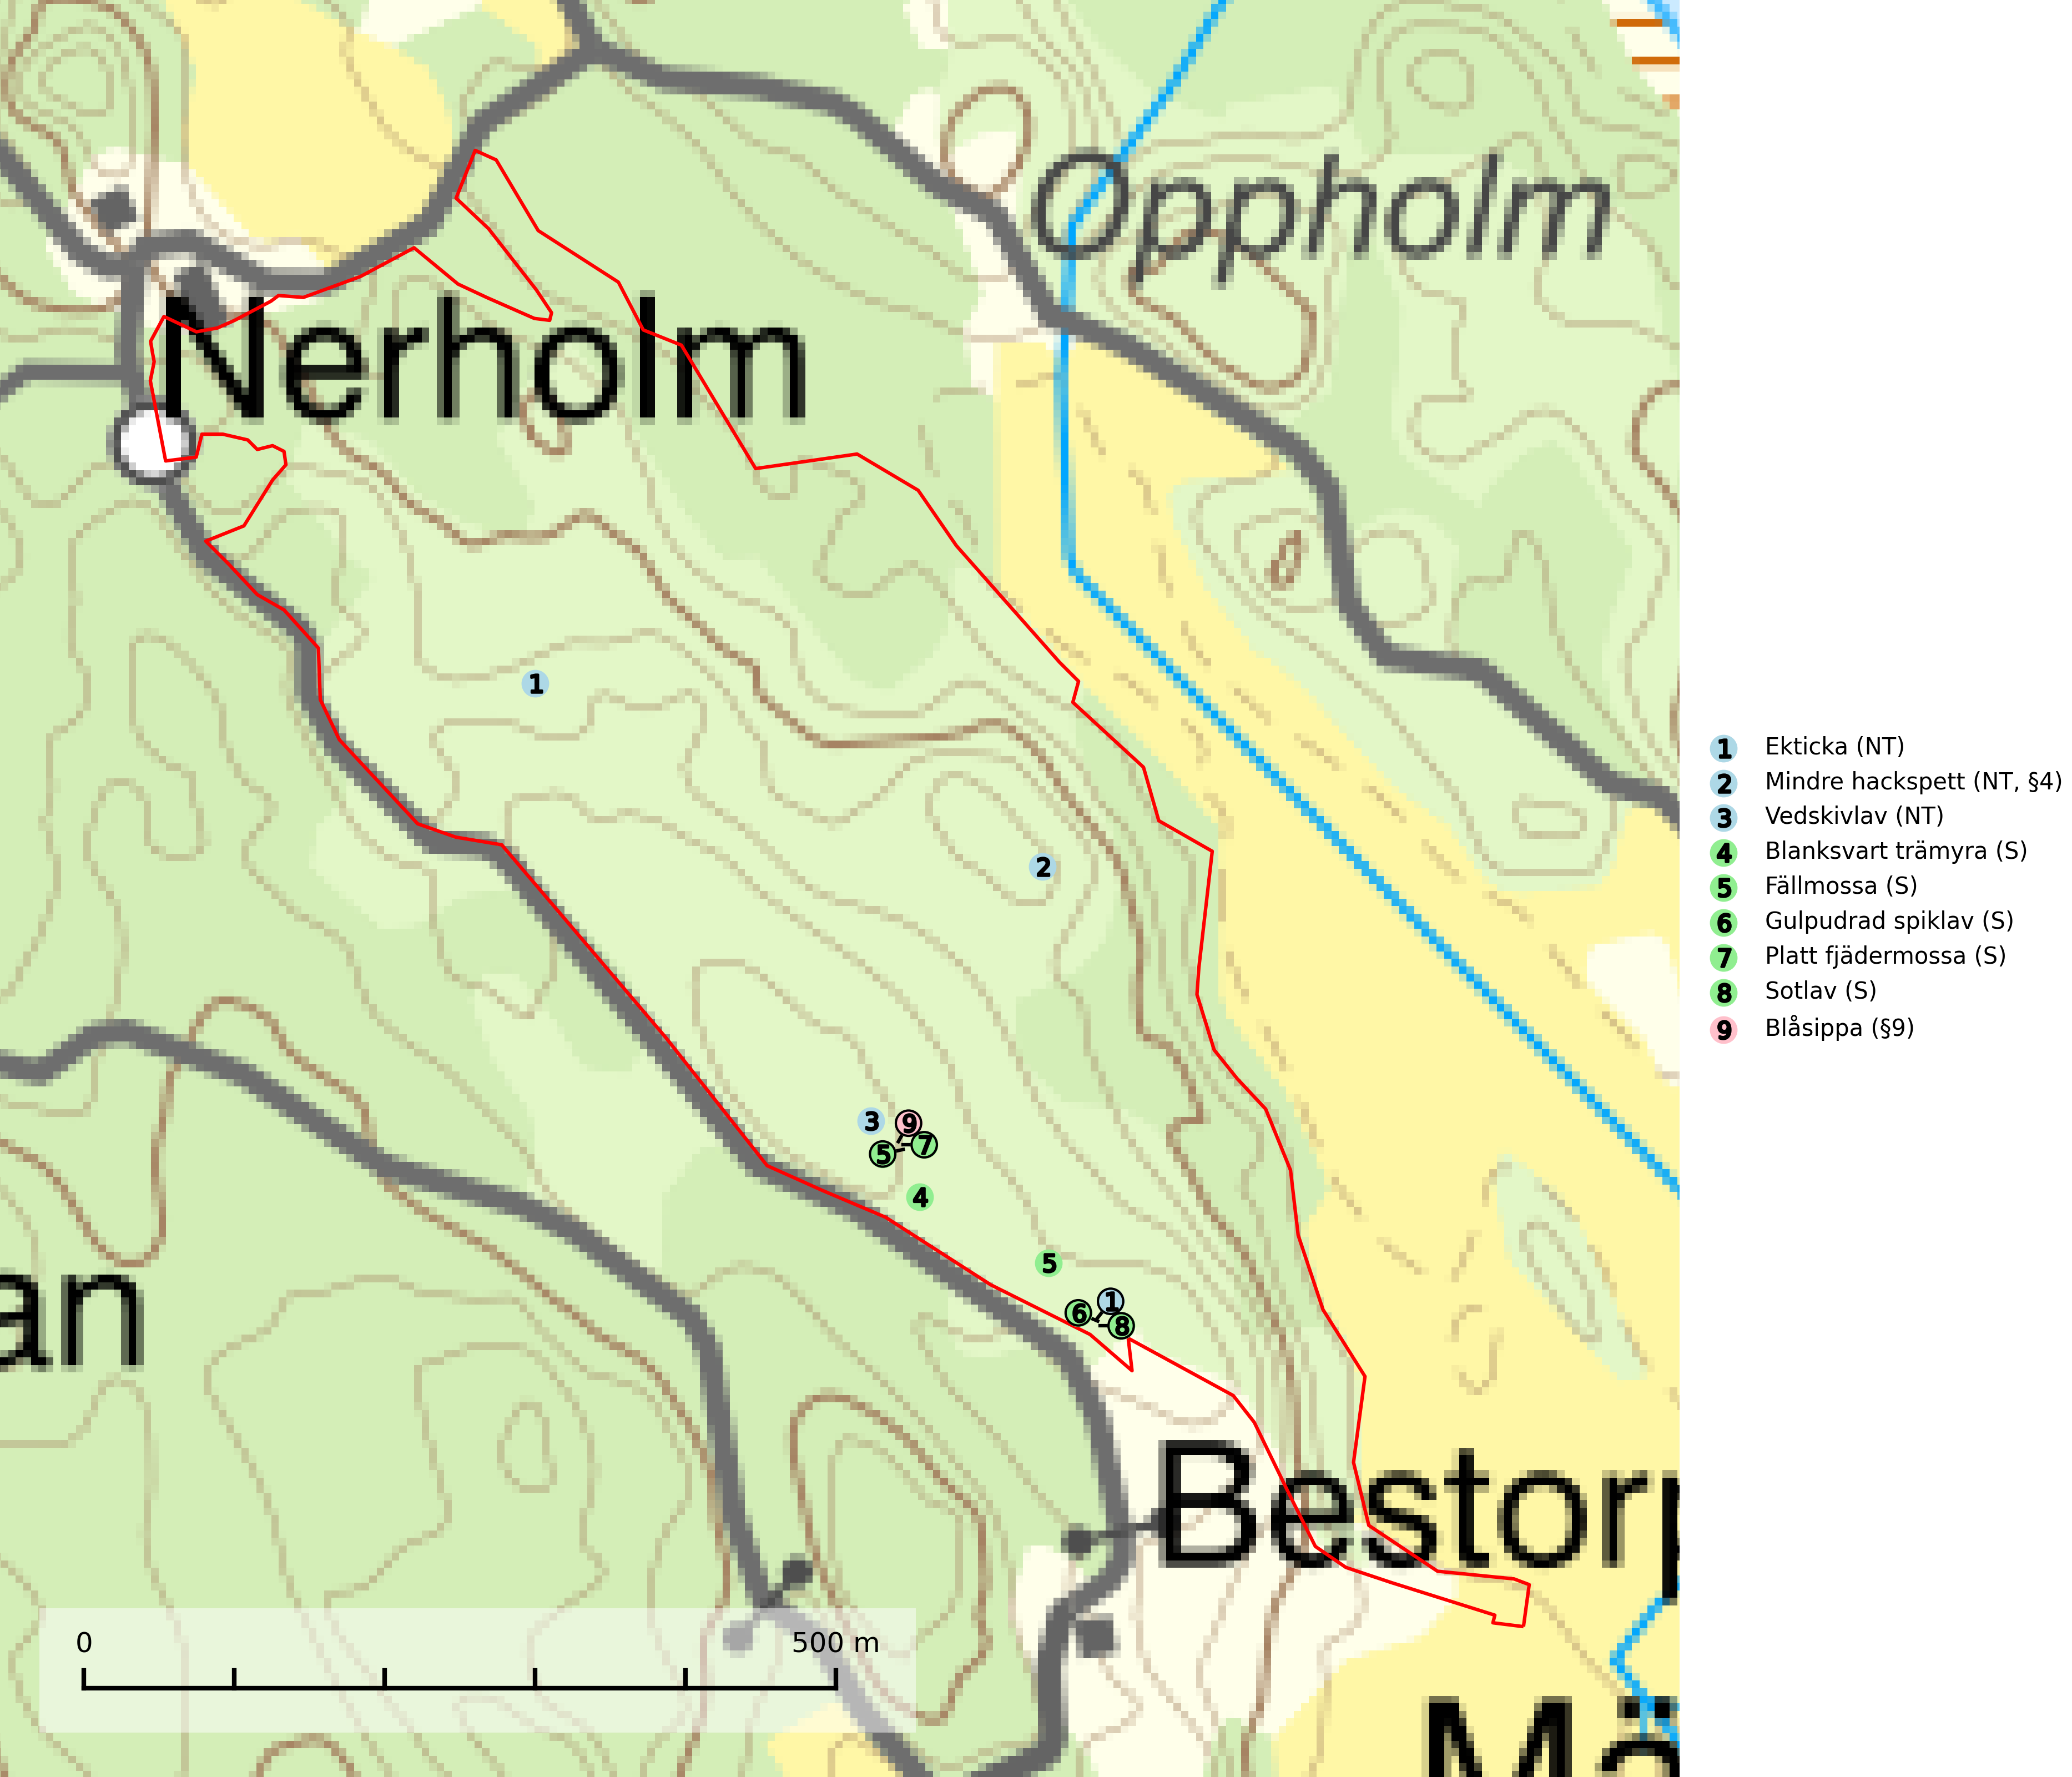 Oppholm
Nerholm
1
2
3
9
5
7
4
5
6
1
8
an
Bestorp
0
500 m
Mä
1 Ekticka (NT)
2 Mindre hackspett (NT, §4)
3 Vedskivlav (NT)
4 Blanksvart trämyra (S)
5 Fällmossa (S)
6 Gulpudrad spiklav (S)
7 Platt fjädermossa (S)
8 Sotlav (S)
9 Blåsippa (§9)